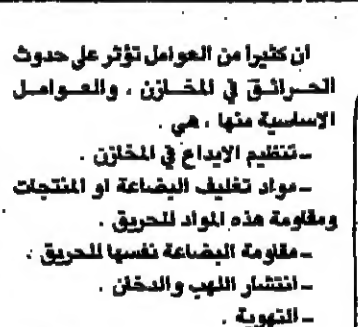 ان كثيراً من العوامل تؤثر على حدوث
الحرائق في المخازن ، والعوامل
الاساسية منها ، هي .
ـ تنظيم الايداع في المخازن .
ـ مواد تغليف البضاعة او المنتجات
ومقاومة هذه المواد للحريق .
ـ مقاومة البضاعة نفسها للحريق .
ـ انتشار اللهب والدخان .
ـ التهوية .